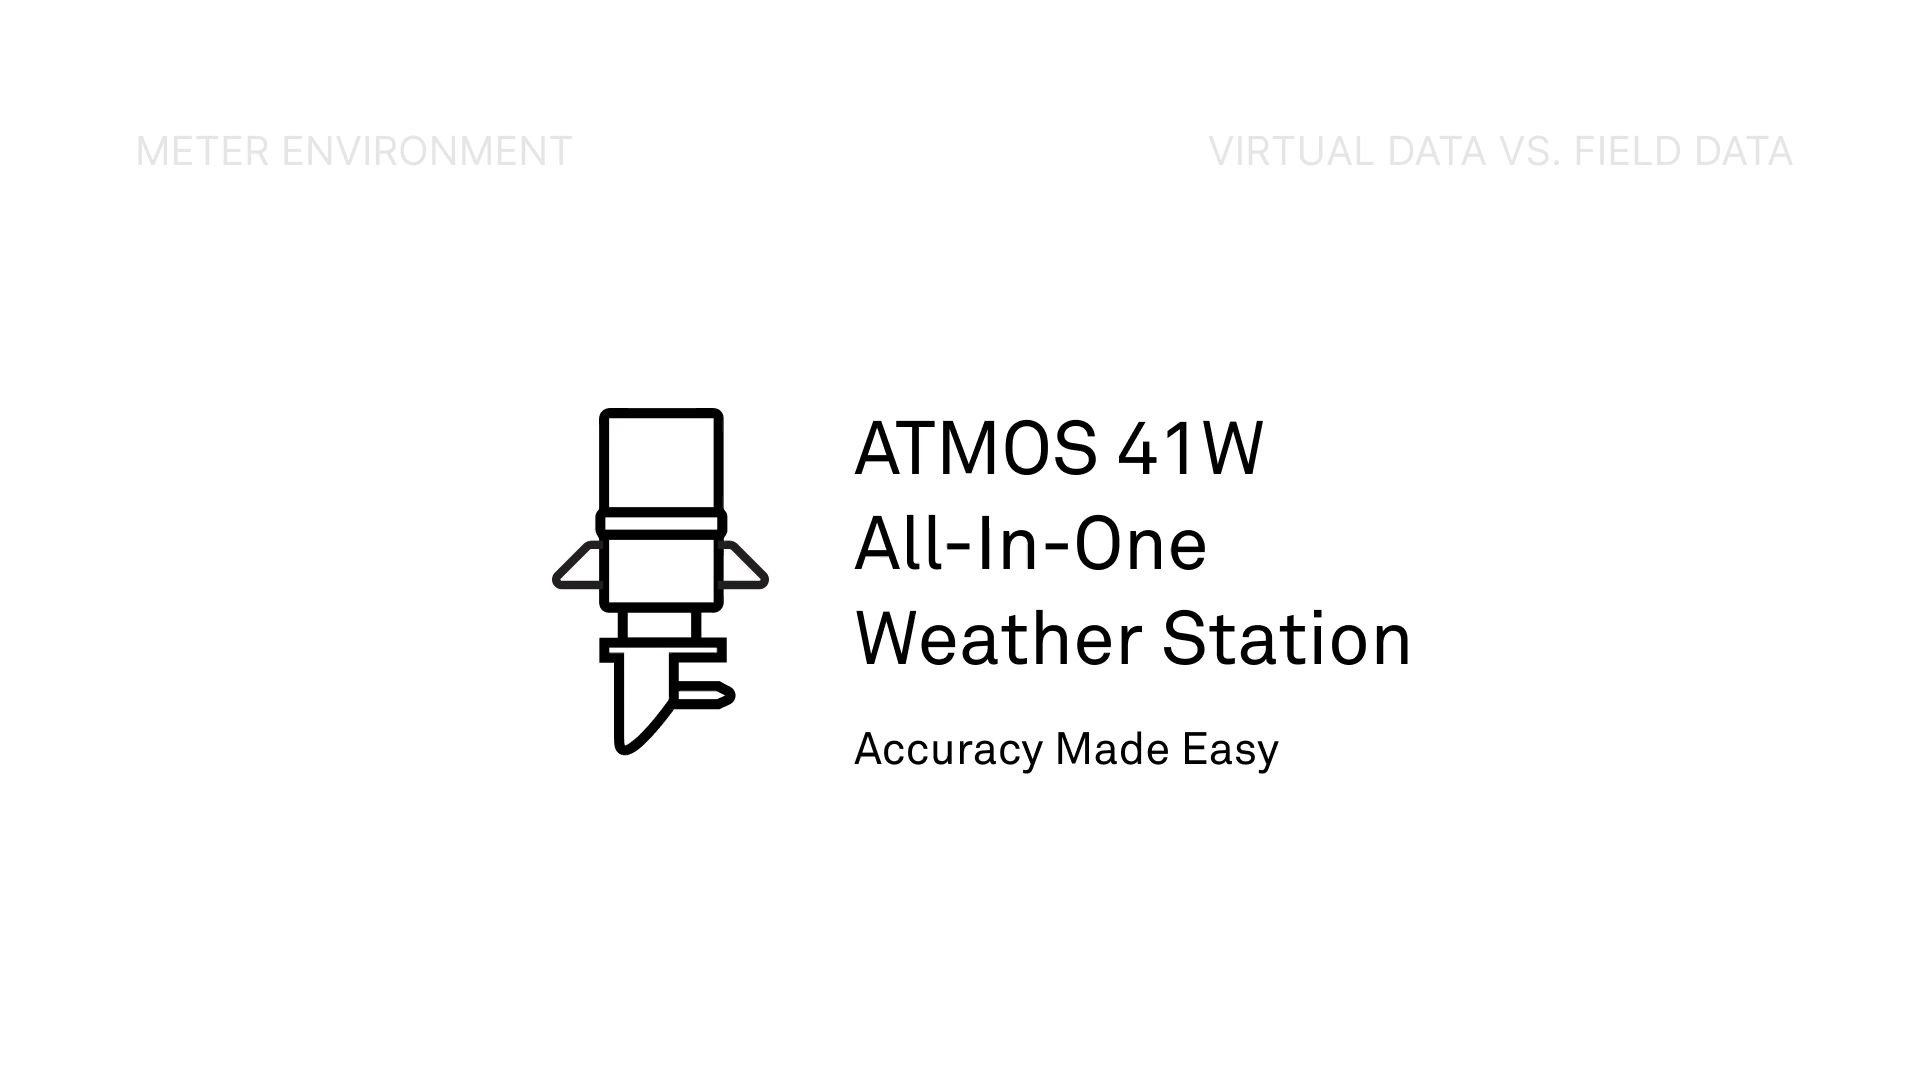 METER ENVIRONMENT
VIRTUAL DATA VS. FIELD DATA
ATMOS 41W
All-In-One
Weather Station
Accuracy Made Easy